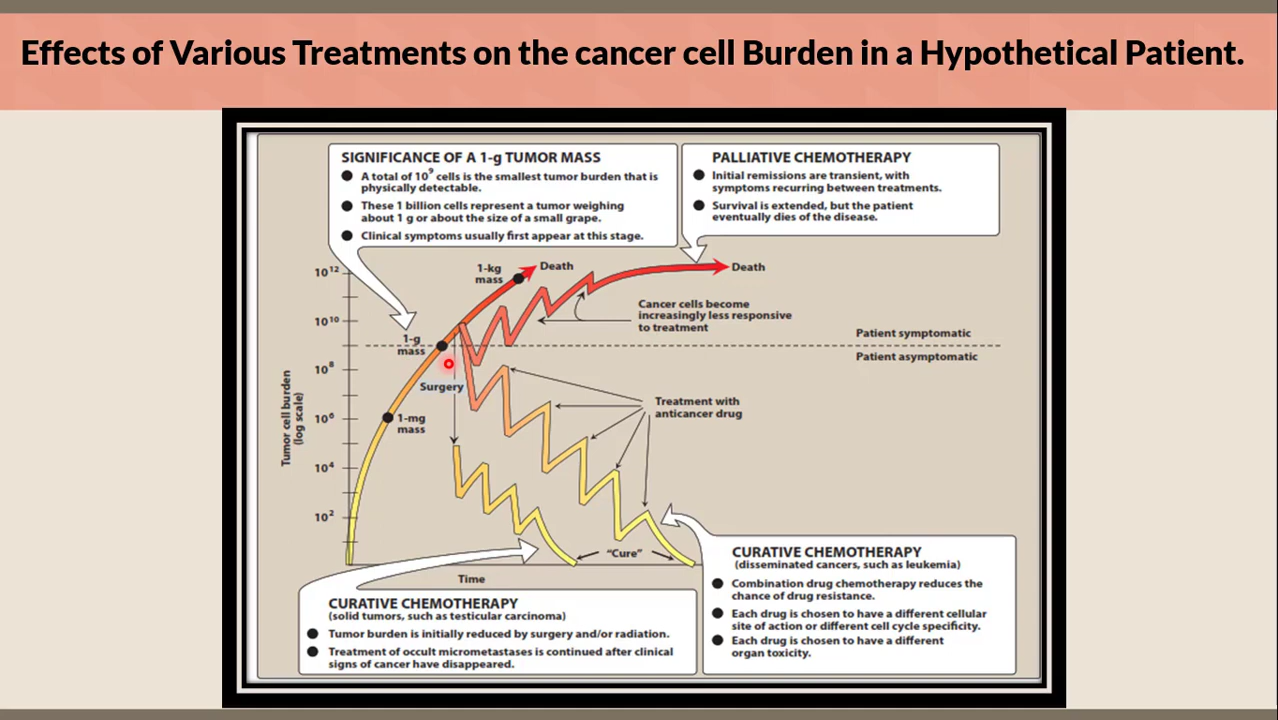 Effects of Various Treatments on the cancer cell Burden in a Hypothetical Patient.
SIGNIFICANCE OF A 1-g TUMOR MASS
A total of 10⁹ cells is the smallest tumor burden that is
physically detectable.
These 1 billion cells represent a tumor weighing
about 1 g or about the size of a small grape.
Clinical symptoms usually first appear at this stage.
PALLIATIVE CHEMOTHERAPY
Initial remissions are transient, with
symptoms recurring between treatments.
Survival is extended, but the patient
eventually dies of the disease.
10¹²
10¹⁰
10⁸
10⁶
10⁴
10²
Tumor cell burden
(log scale)
1-kg
mass
Death
Death
Cancer cells become
increasingly less responsive
to treatment
1-g
mass
Patient symptomatic
Patient asymptomatic
Surgery
1-mg
mass
Treatment with
anticancer drug
"Cure"
Time
CURATIVE CHEMOTHERAPY
(solid tumors, such as testicular carcinoma)
Tumor burden is initially reduced by surgery and/or radiation.
Treatment of occult micrometastases is continued after clinical
signs of cancer have disappeared.
CURATIVE CHEMOTHERAPY
(disseminated cancers, such as leukemia)
Combination drug chemotherapy reduces the
chance of drug resistance.
Each drug is chosen to have a different cellular
site of action or different cell cycle specificity.
Each drug is chosen to have a different
organ toxicity.